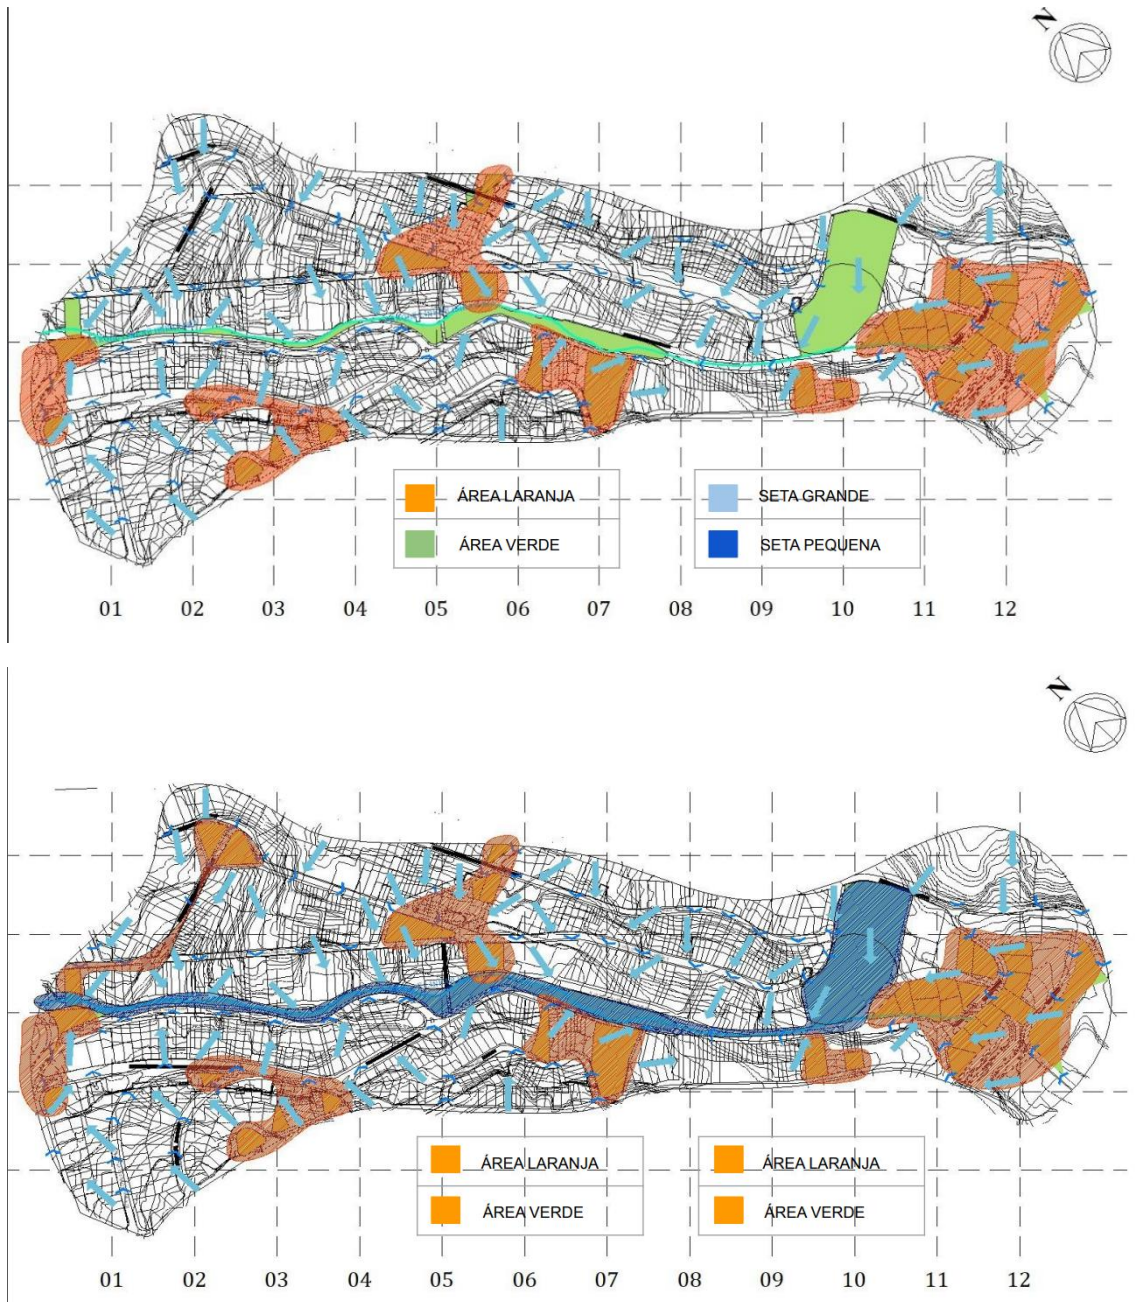 N
ÁREA LARANJA SETA GRANDE
ÁREA VERDE SETA PEQUENA
01 02 03 04 05 06 07 08 09 10 11 12
N
ÁREA LARANJA ÁREA LARANJA
ÁREA VERDE ÁREA VERDE
01 02 03 04 05 06 07 08 09 10 11 12